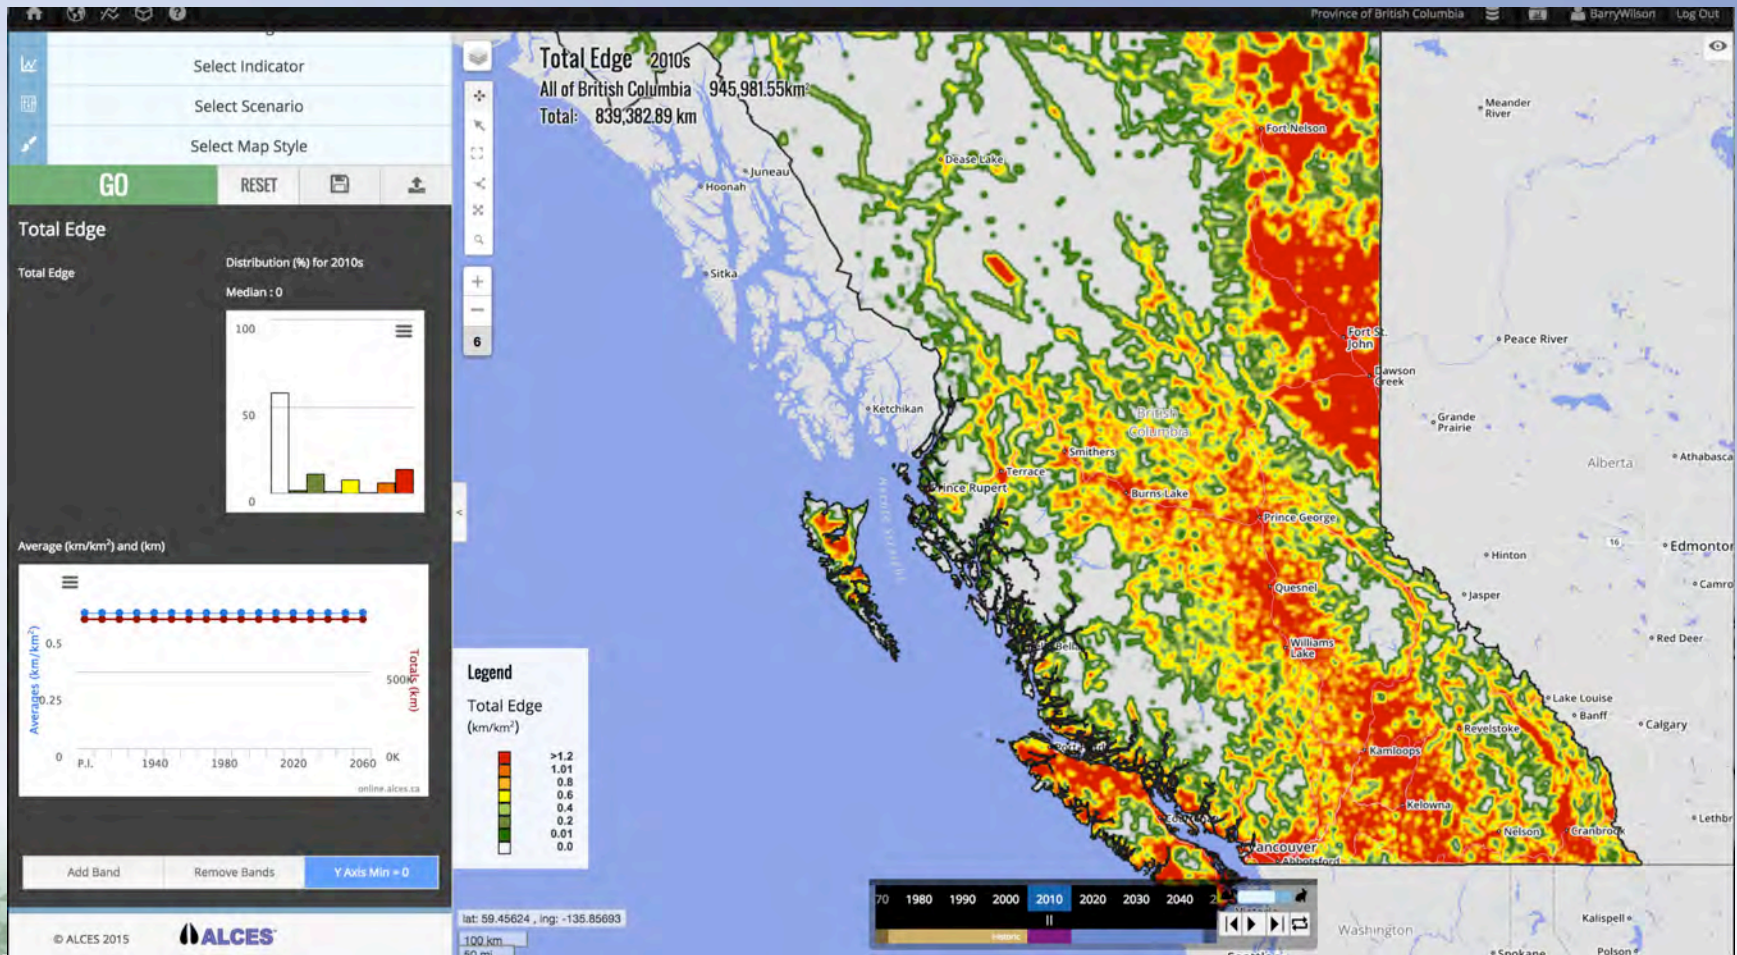 Province of British Columbia
BarryWilson
Log Out
Select Indicator
Select Scenario
Select Map Style
GO
RESET
Total Edge
Total Edge
Distribution (%) for 2010s
Median : 0
100
50
0
Average (km/km²) and (km)
Averages (km/km²)
0.5
0.25
0
Totals (km)
500K
0K
P.I.
1940
1980
2020
2060
online.alces.ca
Add Band
Remove Bands
Y Axis Min = 0
© ALCES 2015
ALCES
Total Edge 2010s
All of British Columbia 945,981.55km²
Total: 839,382.89 km
6
<
Legend
Total Edge
(km/km²)
>1.2
1.01
0.8
0.6
0.4
0.2
0.01
0.0
lat: 59.45624 , lng: -135.85693
100 km
50 mi
70 1980 1990 2000 2010 2020 2030 2040 2
Historic
Meander
River
Fort Nelson
Dease Lake
Juneau
Hoonah
Sitka
Fort St.
John
Peace River
Dawson
Creek
Ketchikan
British
Columbia
Grande
Prairie
Smithers
Alberta
Athabasca
Terrace
Prince Rupert
Burns Lake
Prince George
16
Edmonton
Hinton
Camro
Quesnel
Jasper
Williams
Lake
Red Deer
Lake Louise
Banff
Calgary
Revelstoke
Kamloops
Kelowna
Lethbr
Nelson
Cranbrook
Vancouver
Abbotsford
Washington
Kalispell
Spokane
Polson